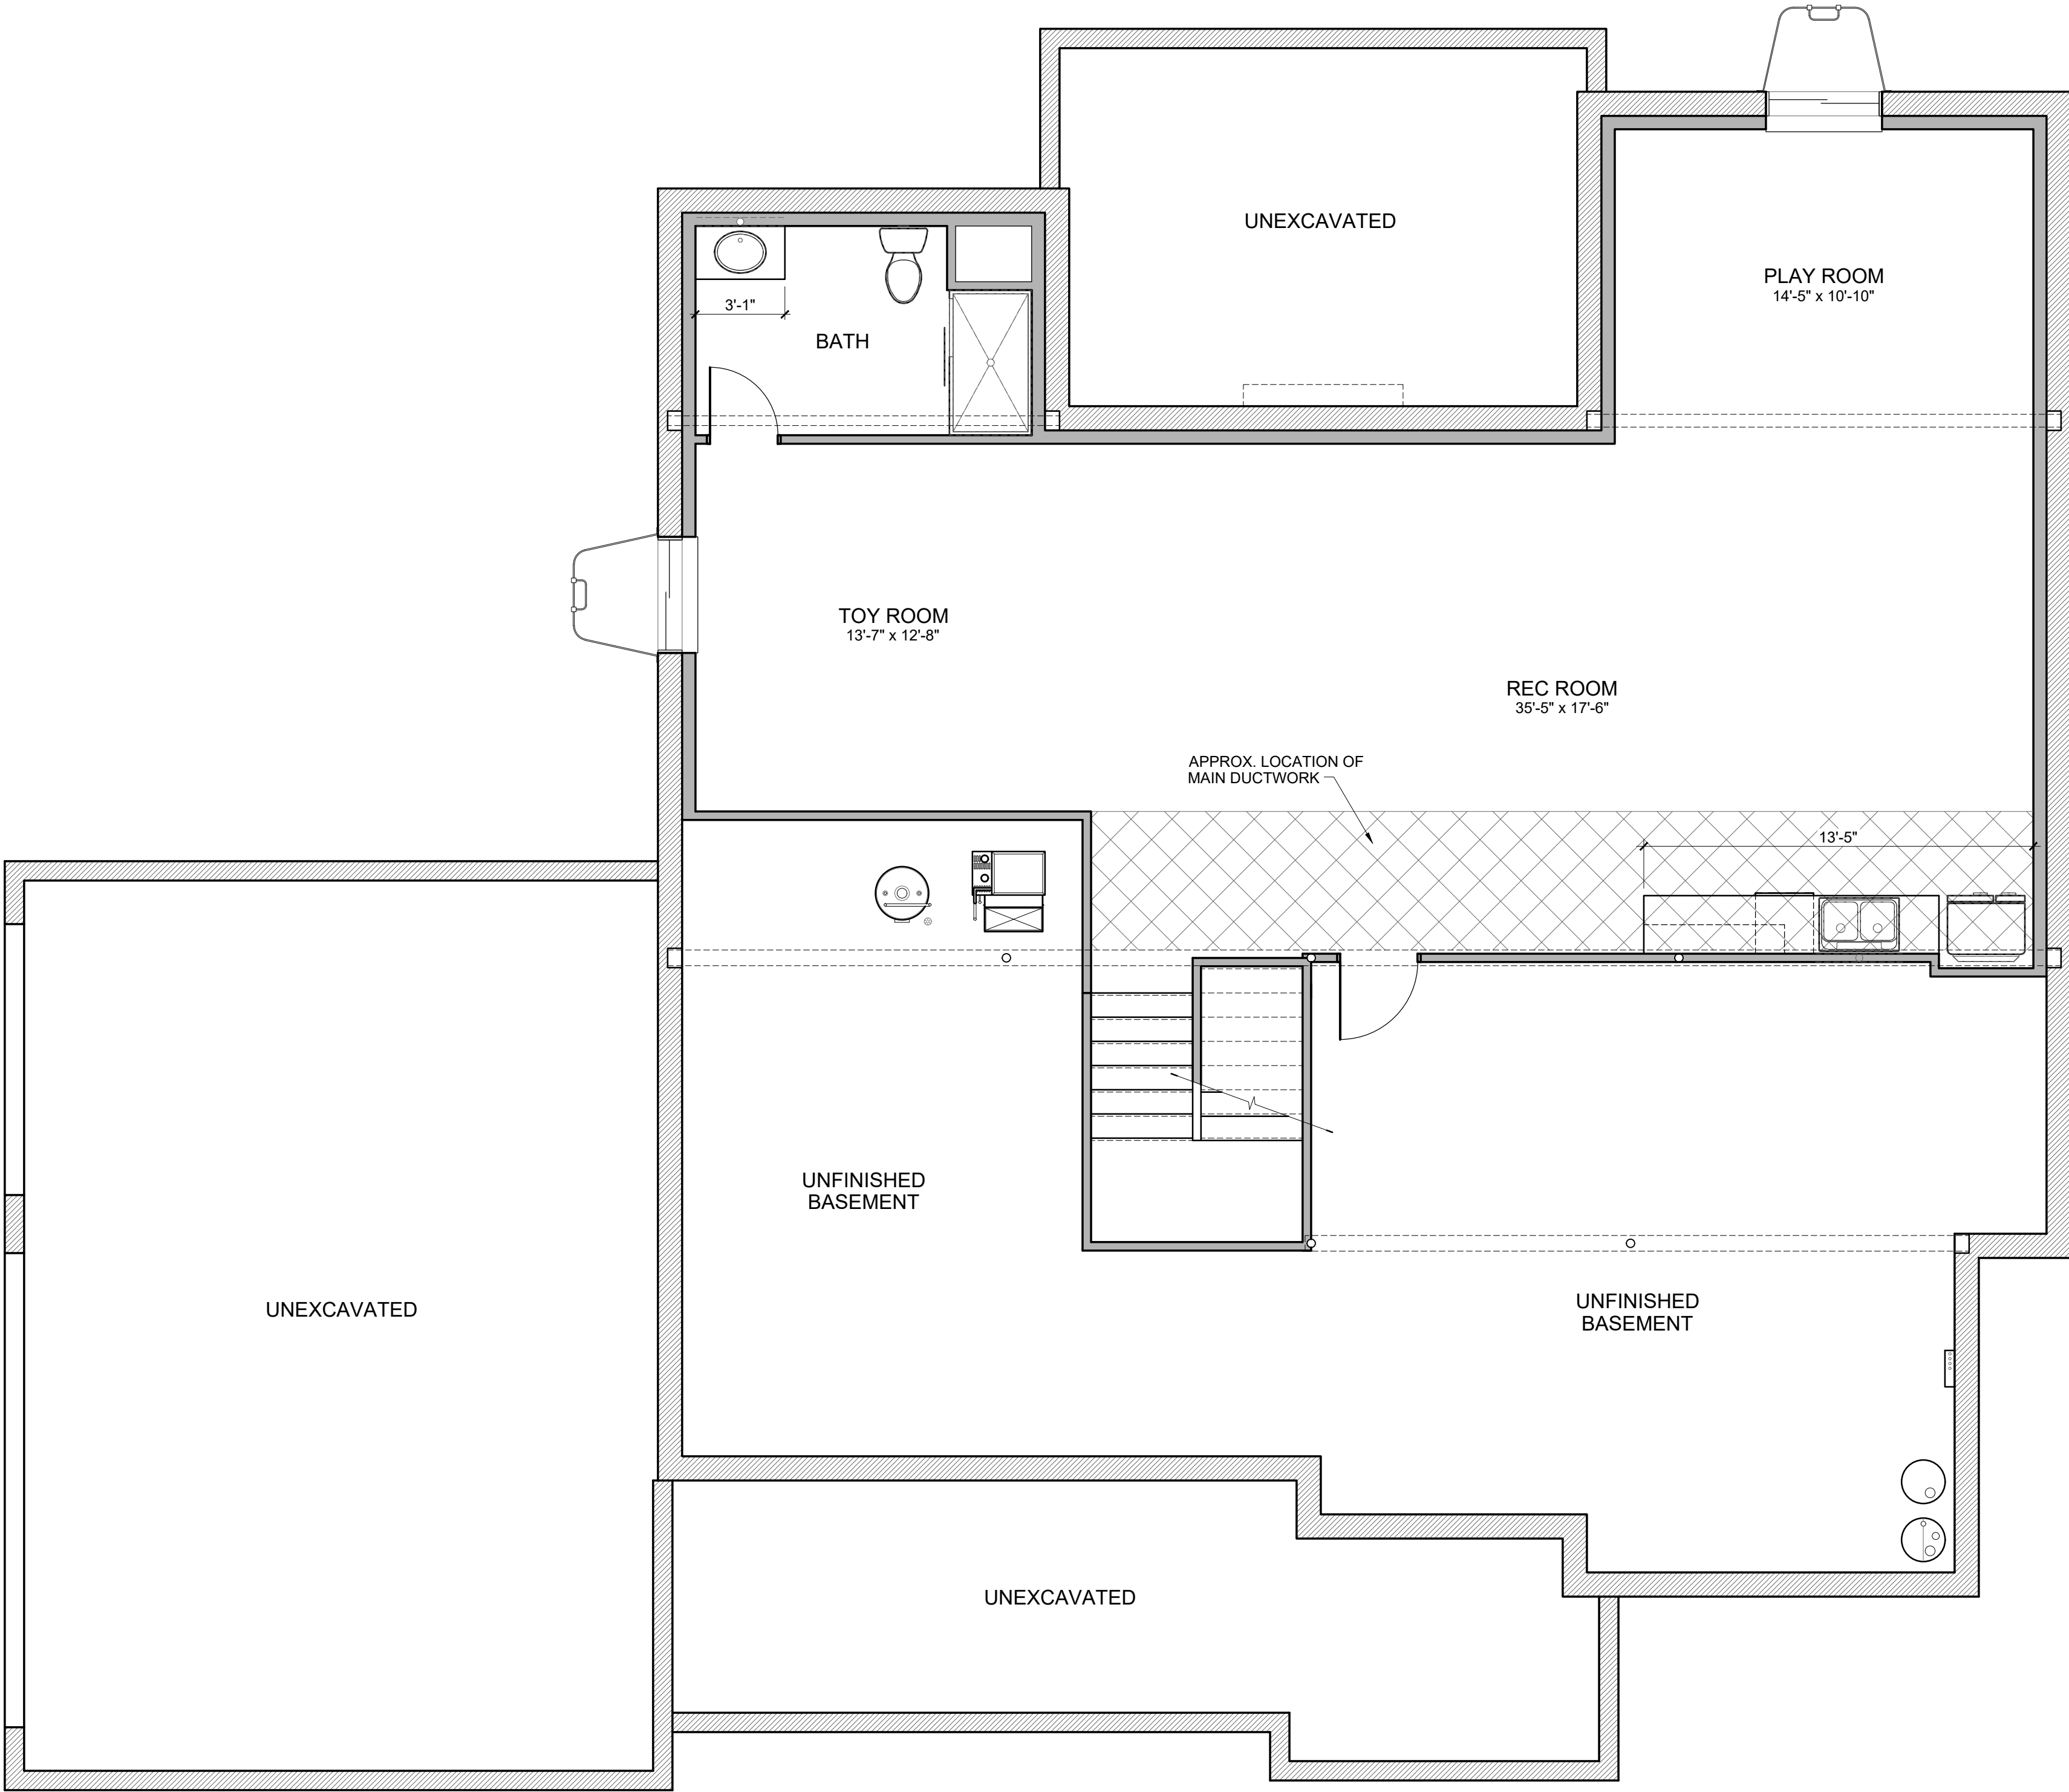 UNEXCAVATED
PLAY ROOM
14'-5" x 10'-10"
3'-1"
BATH
TOY ROOM
13'-7" x 12'-8"
REC ROOM
35'-5" x 17'-6"
APPROX. LOCATION OF
MAIN DUCTWORK
13'-5"
UNFINISHED
BASEMENT
UNEXCAVATED
UNFINISHED
BASEMENT
UNEXCAVATED